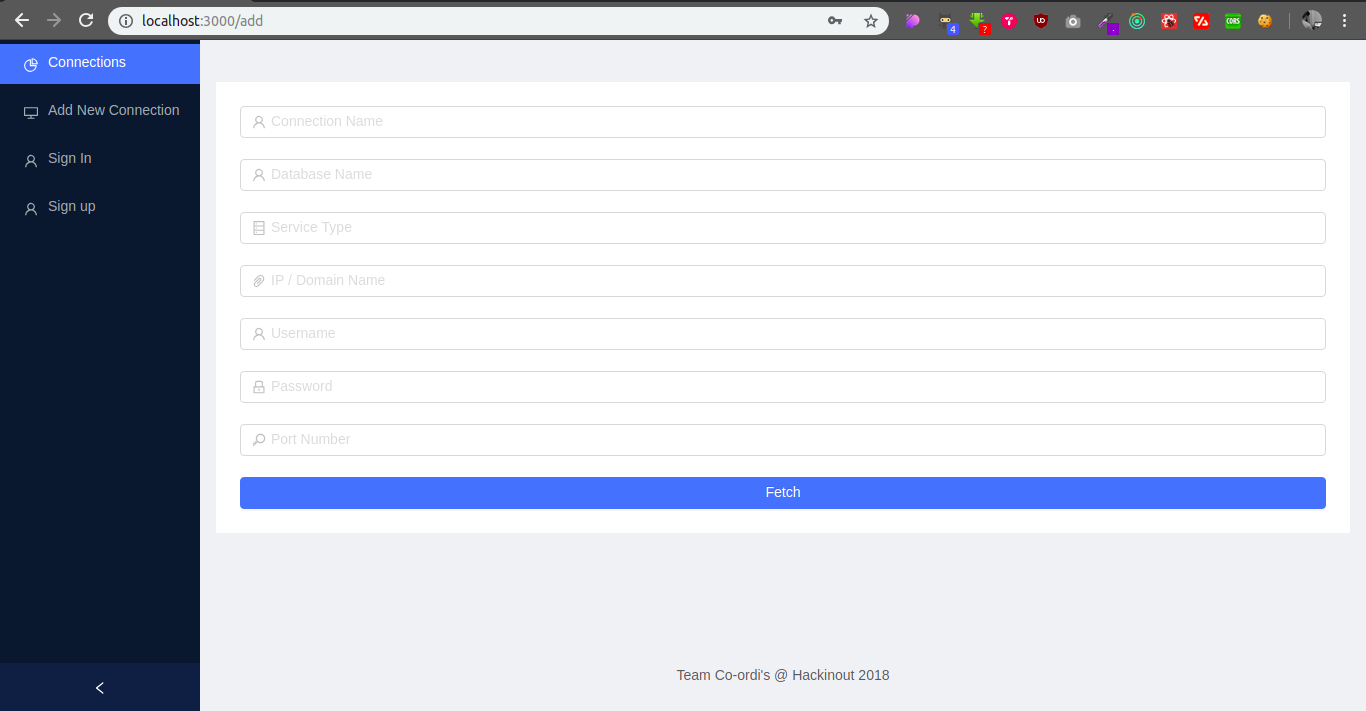 localhost:3000/add
4
?
UD
CORS
Connections
Add New Connection
Sign In
Sign up
Connection Name
Database Name
Service Type
IP / Domain Name
Username
Password
Port Number
Fetch
Team Co-ordi's @ Hackinout 2018